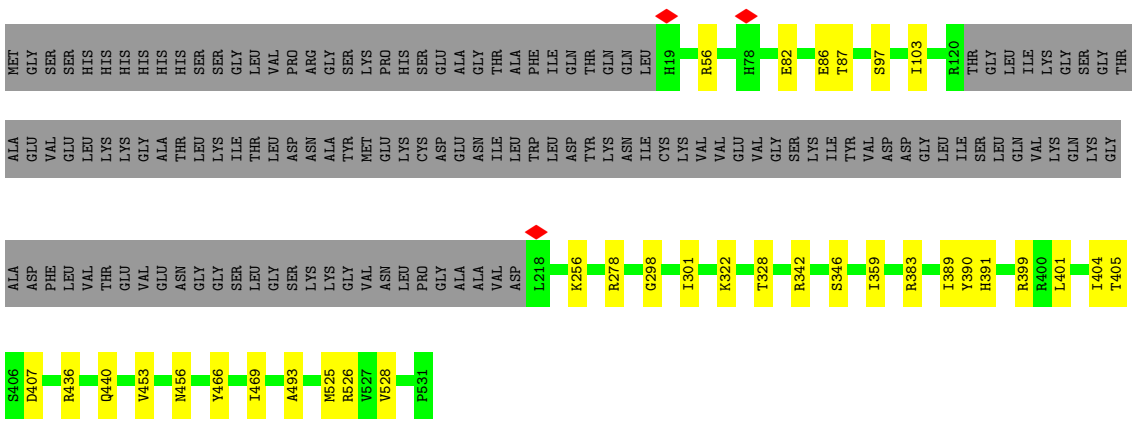 MET GLY SER SER HIS HIS HIS HIS HIS HIS SER SER GLY LEU VAL PRO ARG GLY SER LYS PRO HIS SER GLU ALA GLY THR ALA PHE ILE GLN THR GLN GLN LEU H19 R56 H78 E82 E86 T87 S97 I103 R120 THR GLY LEU ILE LYS GLY SER GLY THR
ALA GLU VAL GLU LEU LYS LYS GLY ALA THR LEU LYS ILE THR LEU ASP ASN ALA TYR MET GLU LYS CYS ASP GLU ASN ILE LEU TRP LEU ASP TYR LYS ASN ILE CYS LYS VAL VAL GLU VAL GLY SER LYS ILE TYR VAL ASP ASP GLY LEU ILE SER LEU GLN VAL LYS GLN LYS GLY
ALA ASP PHE LEU VAL THR GLU VAL GLU ASN GLY GLY SER LEU GLY SER LYS LYS GLY VAL ASN LEU PRO GLY ALA ALA VAL ASP L218 K256 R278 G298 I301 K322 T328 R342 S346 I359 R383 I389 Y390 H391 R399 R400 L401 I404 T405
S406 D407 R436 Q440 V453 N456 Y466 I469 A493 M525 R526 V527 V528 P531